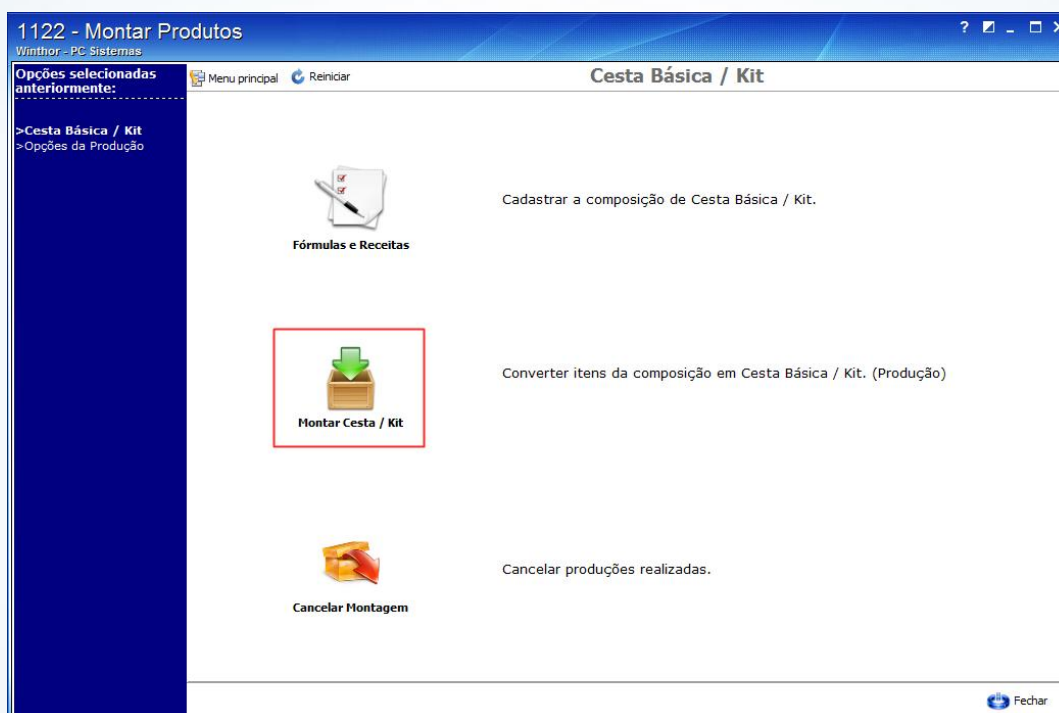 1122 - Montar Produtos
Winthor - PC Sistemas
?
Opções selecionadas
anteriormente:
>Cesta Básica / Kit
>Opções da Produção
Menu principal Reiniciar
Cesta Básica / Kit
Fórmulas e Receitas
Cadastrar a composição de Cesta Básica / Kit.
Montar Cesta / Kit
Converter itens da composição em Cesta Básica / Kit. (Produção)
Cancelar Montagem
Cancelar produções realizadas.
Fechar